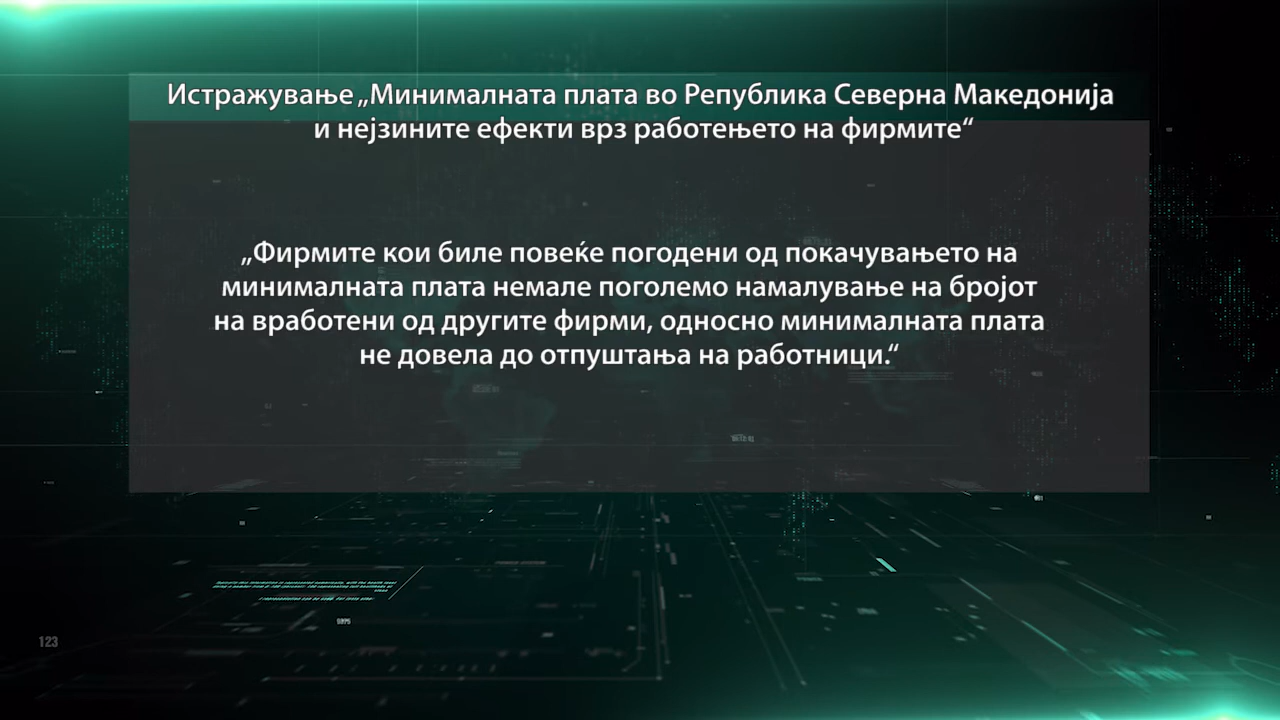 Истражување „Минималната плата во Република Северна Македонија
и нејзините ефекти врз работењето на фирмите“
„Фирмите кои биле повеќе погодени од покачувањето на
минималната плата немале поголемо намалување на бројот
на вработени од другите фирми, односно минималната плата
не довела до отпуштања на работници.“
123